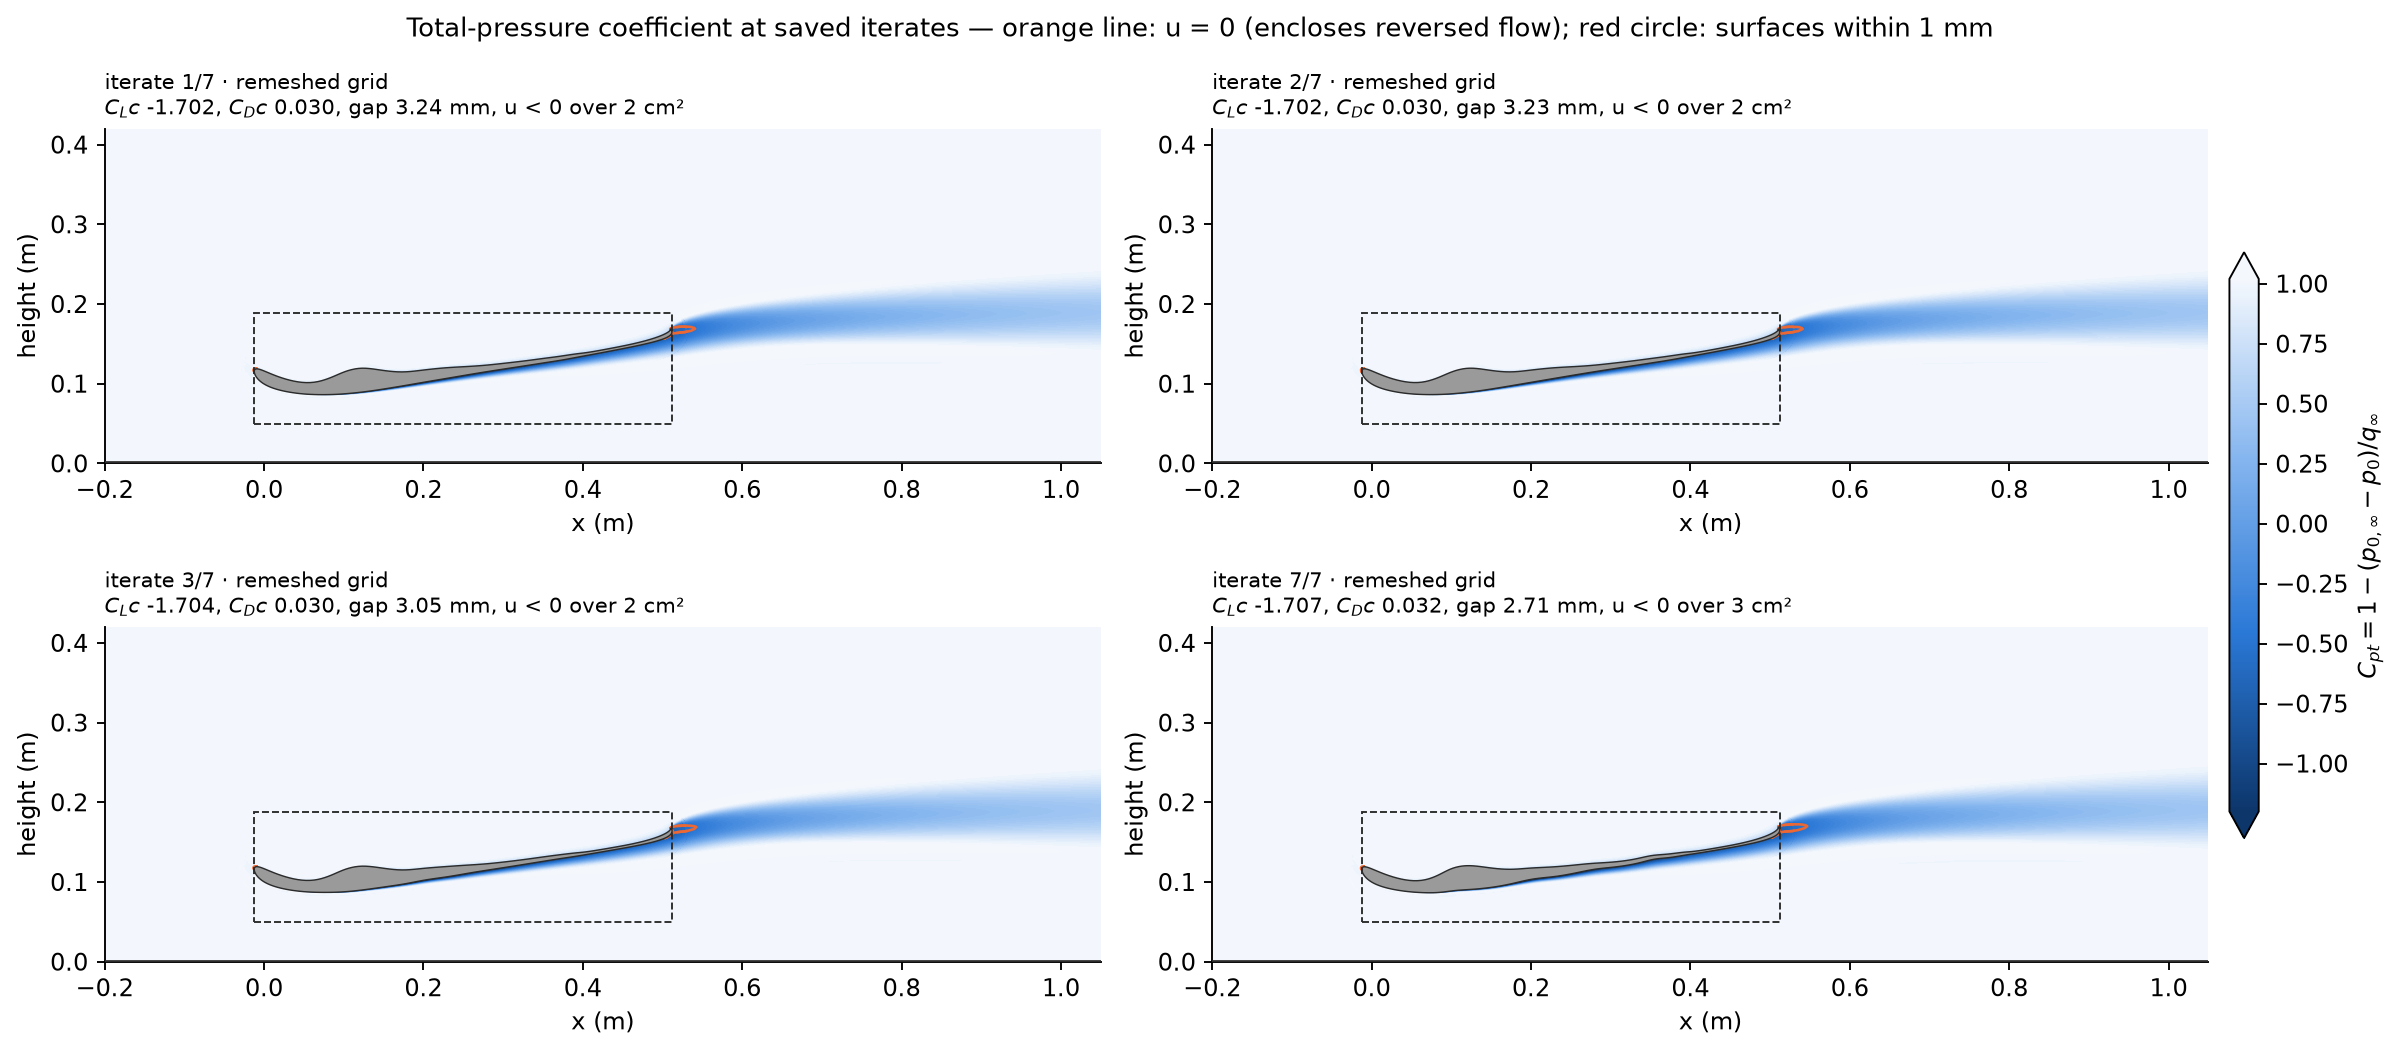 Total-pressure coefficient at saved iterates — orange line: u = 0 (encloses reversed flow); red circle: surfaces within 1 mm
iterate 1/7 · remeshed grid
C_Lc -1.702, C_Dc 0.030, gap 3.24 mm, u < 0 over 2 cm²
0.4
0.3
0.2
0.1
0.0
height (m)
−0.2 0.0 0.2 0.4 0.6 0.8 1.0
x (m)
iterate 2/7 · remeshed grid
C_Lc -1.702, C_Dc 0.030, gap 3.23 mm, u < 0 over 2 cm²
0.4
0.3
0.2
0.1
0.0
height (m)
−0.2 0.0 0.2 0.4 0.6 0.8 1.0
x (m)
iterate 3/7 · remeshed grid
C_Lc -1.704, C_Dc 0.030, gap 3.05 mm, u < 0 over 2 cm²
0.4
0.3
0.2
0.1
0.0
height (m)
−0.2 0.0 0.2 0.4 0.6 0.8 1.0
x (m)
iterate 7/7 · remeshed grid
C_Lc -1.707, C_Dc 0.032, gap 2.71 mm, u < 0 over 3 cm²
0.4
0.3
0.2
0.1
0.0
height (m)
−0.2 0.0 0.2 0.4 0.6 0.8 1.0
x (m)
1.00
0.75
0.50
0.25
0.00
−0.25
−0.50
−0.75
−1.00
C_pt = 1 − (p_0,∞ − p_0)/q_∞